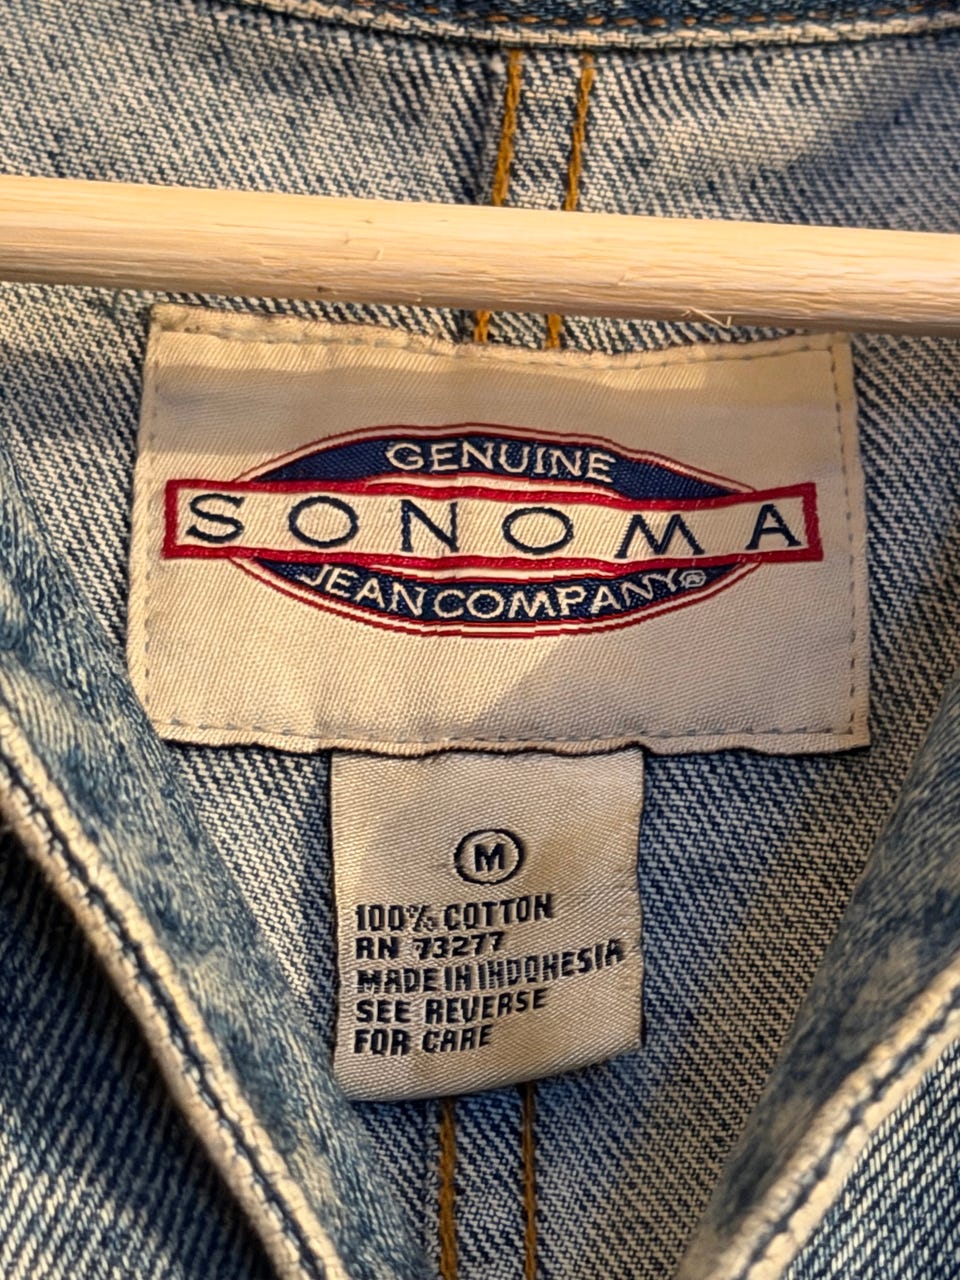 GENUINE
SONOMA
JEAN COMPANY®
M
100% COTTON
RN 73277
MADE IN INDONESIA
SEE REVERSE
FOR CARE